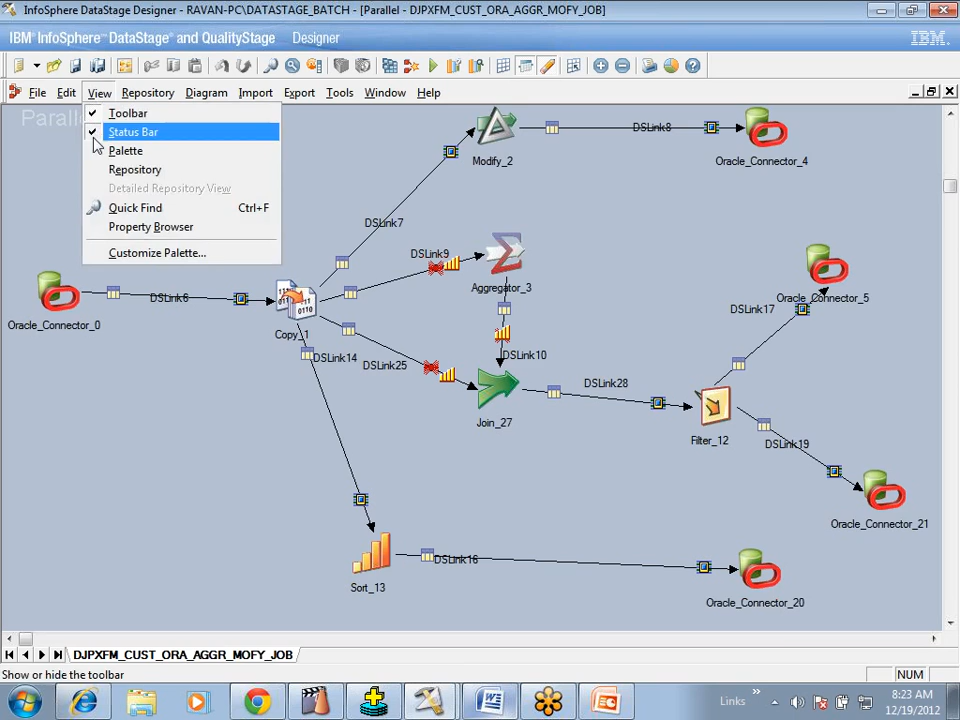 InfoSphere DataStage Designer - RAVAN-PC\DATASTAGE_BATCH - [Parallel - DJPXFM_CUST_ORA_AGGR_MOFY_JOB]
IBM® InfoSphere™ DataStage® and QualityStage® Designer
IBM
File Edit View Repository Diagram Import Export Tools Window Help
Toolbar
Status Bar
Palette
Repository
Detailed Repository View
Quick Find Ctrl+F
Property Browser
Customize Palette...
DSLink8
Modify_2
Oracle_Connector_4
DSLink7
DSLink9
Aggregator_3
Oracle_Connector_5
DSLink6
Oracle_Connector_0
Copy_1
DSLink17
DSLink14
DSLink10
DSLink25
DSLink28
Join_27
Filter_12
DSLink19
Oracle_Connector_21
DSLink16
Sort_13
Oracle_Connector_20
DJPXFM_CUST_ORA_AGGR_MOFY_JOB
Show or hide the toolbar
NUM
Links
8:23 AM
12/19/2012